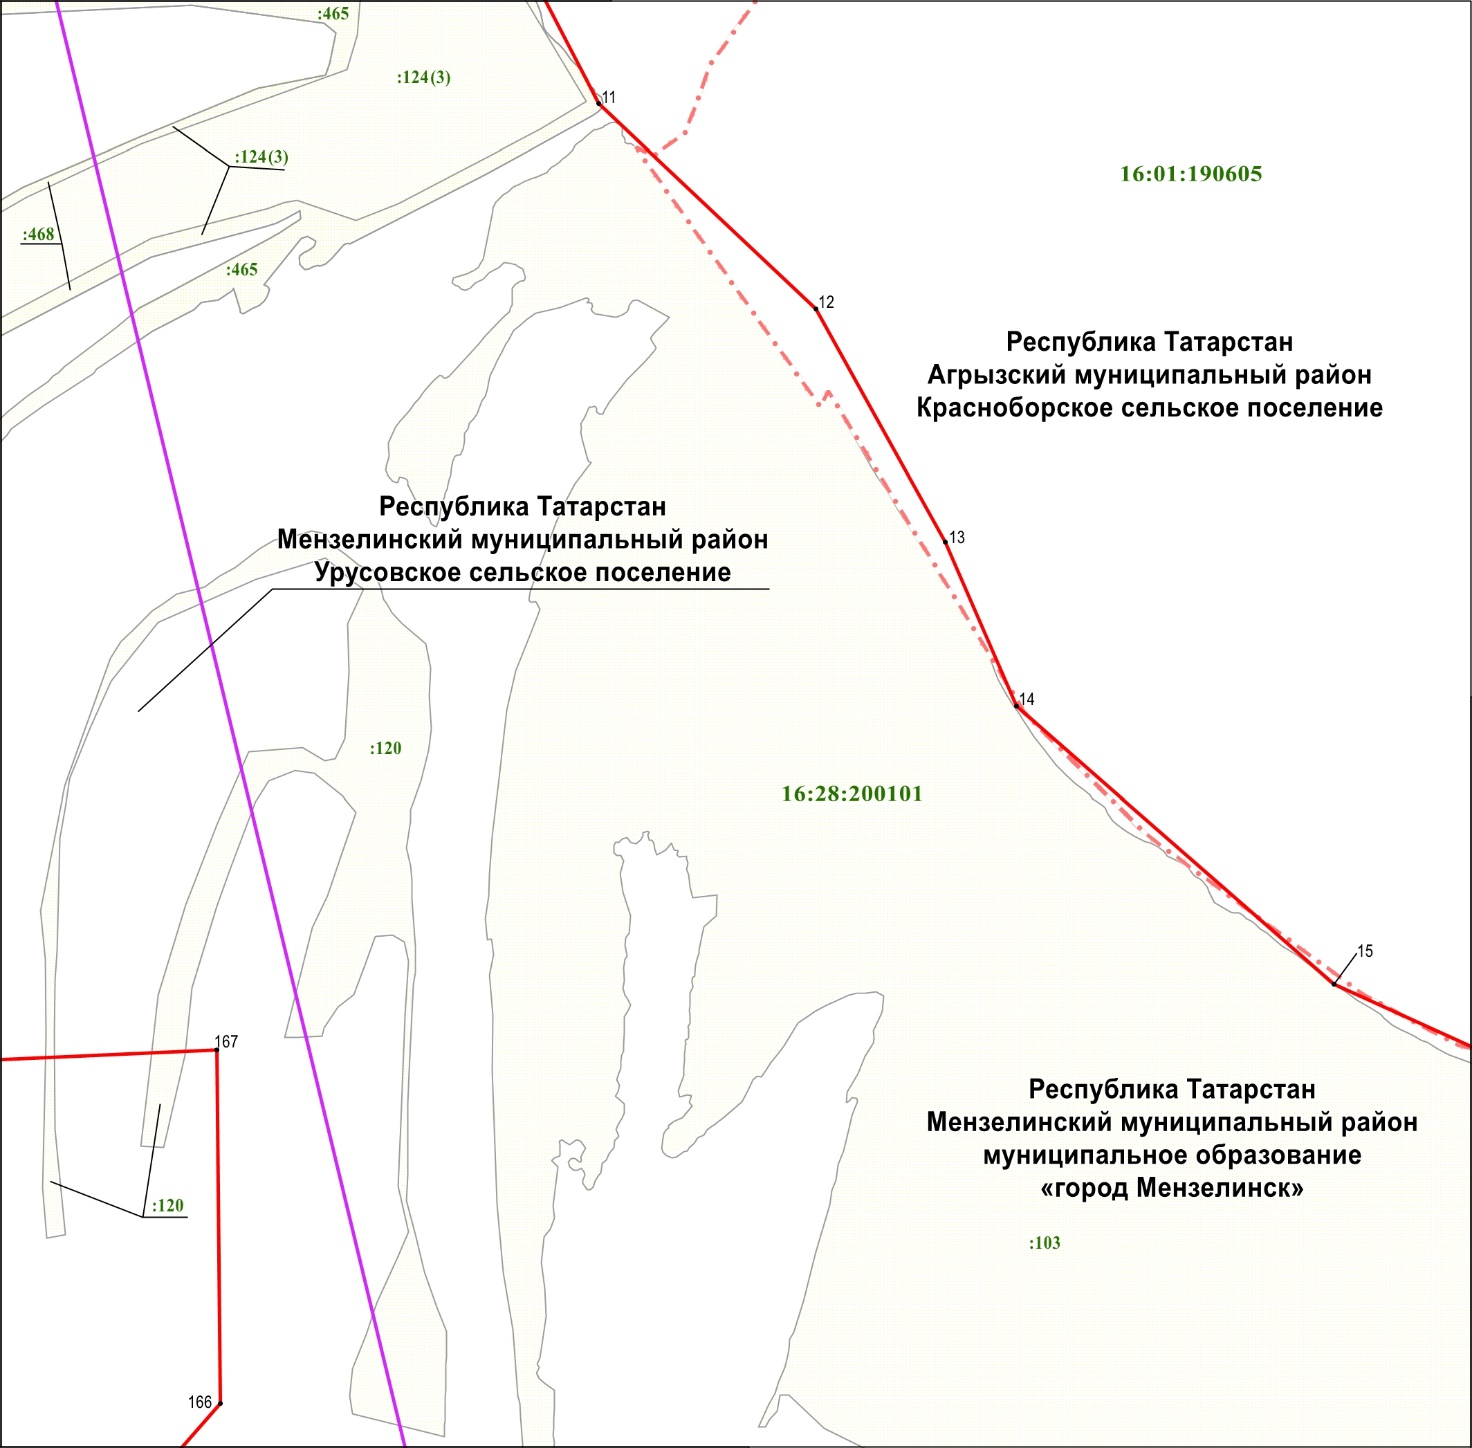 :465
:124(3)
11
:124(3)
16:01:190605
:468
:465
12
Республика Татарстан
Агрызский муниципальный район
Красноборское сельское поселение
Республика Татарстан
Мензелинский муниципальный район
Урусовское сельское поселение
13
14
:120
16:28:200101
15
167
Республика Татарстан
Мензелинский муниципальный район
муниципальное образование
«город Мензелинск»
:120
:103
166